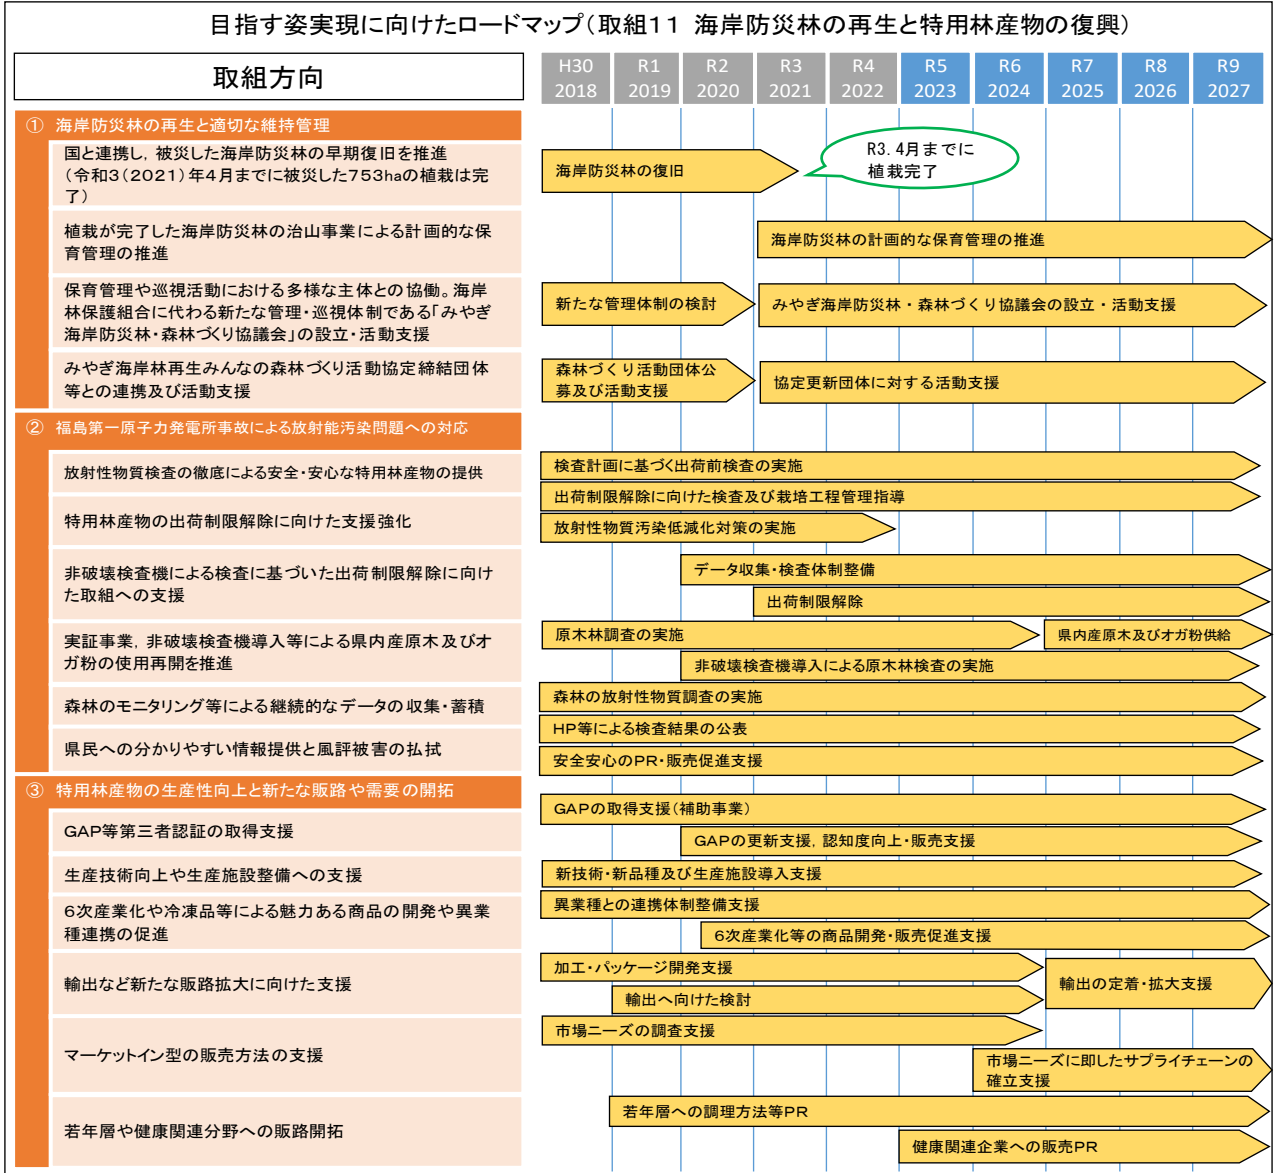 目指す姿実現に向けたロードマップ（取組１１ 海岸防災林の再生と特用林産物の復興）
取組方向
H30 R1 R2 R3 R4 R5 R6 R7 R8 R9
2018 2019 2020 2021 2022 2023 2024 2025 2026 2027
① 海岸防災林の再生と適切な維持管理
国と連携し，被災した海岸防災林の早期復旧を推進
（令和３（２０２１）年４月までに被災した７５３haの植栽は完
了）
海岸防災林の復旧
R3.4月までに
植栽完了
植栽が完了した海岸防災林の治山事業による計画的な保
育管理の推進
海岸防災林の計画的な保育管理の推進
保育管理や巡視活動における多様な主体との協働。海岸
林保護組合に代わる新たな管理・巡視体制である「みやぎ
海岸防災林・森林づくり協議会」の設立・活動支援
新たな管理体制の検討
みやぎ海岸防災林・森林づくり協議会の設立・活動支援
みやぎ海岸林再生みんなの森林づくり活動協定締結団体
等との連携及び活動支援
森林づくり活動団体公
募及び活動支援
協定更新団体に対する活動支援
② 福島第一原子力発電所事故による放射能汚染問題への対応
放射性物質検査の徹底による安全・安心な特用林産物の提供
検査計画に基づく出荷前検査の実施
出荷制限解除に向けた検査及び栽培工程管理指導
特用林産物の出荷制限解除に向けた支援強化
放射性物質汚染低減化対策の実施
非破壊検査機による検査に基づいた出荷制限解除に向け
た取組への支援
データ収集・検査体制整備
出荷制限解除
実証事業，非破壊検査機導入等による県内産原木及びオ
ガ粉の使用再開を推進
原木林調査の実施
県内産原木及びオガ粉供給
非破壊検査機導入による原木林検査の実施
森林のモニタリング等による継続的なデータの収集・蓄積
森林の放射性物質調査の実施
県民への分かりやすい情報提供と風評被害の払拭
HP等による検査結果の公表
安全安心のPR・販売促進支援
③ 特用林産物の生産性向上と新たな販路や需要の開拓
GAP等第三者認証の取得支援
GAPの取得支援（補助事業）
GAPの更新支援，認知度向上・販売支援
生産技術向上や生産施設整備への支援
新技術・新品種及び生産施設導入支援
６次産業化や冷凍品等による魅力ある商品の開発や異業
種連携の促進
異業種との連携体制整備支援
６次産業化等の商品開発・販売促進支援
輸出など新たな販路拡大に向けた支援
加工・パッケージ開発支援
輸出へ向けた検討
輸出の定着・拡大支援
マーケットイン型の販売方法の支援
市場ニーズの調査支援
市場ニーズに即したサプライチェーンの
確立支援
若年層や健康関連分野への販路開拓
若年層への調理方法等PR
健康関連企業への販売PR